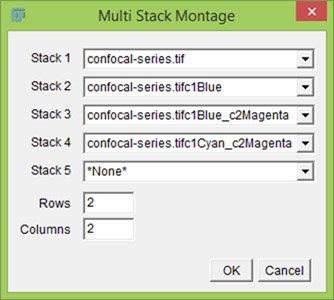 Multi Stack Montage
Stack 1 confocal-series.tif
Stack 2 confocal-series.tifc1Blue
Stack 3 confocal-series.tifc1Blue_c2Magenta
Stack 4 confocal-series.tifc1Cyan_c2Magenta
Stack 5 *None*
Rows 2
Columns 2
OK Cancel